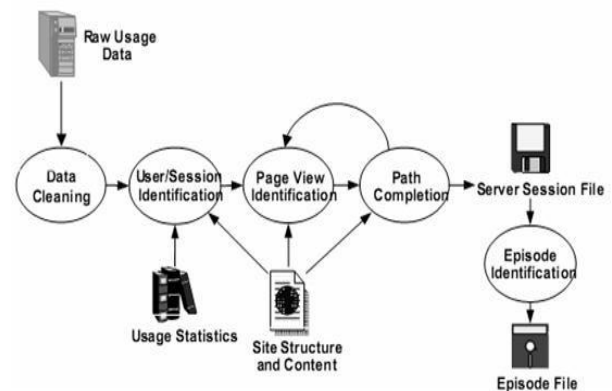 Raw Usage
Data
Data
Cleaning
User/Session
Identification
Page View
Identification
Path
Completion
Server Session File
Episode
Identification
Usage Statistics
Site Structure
and Content
Episode File